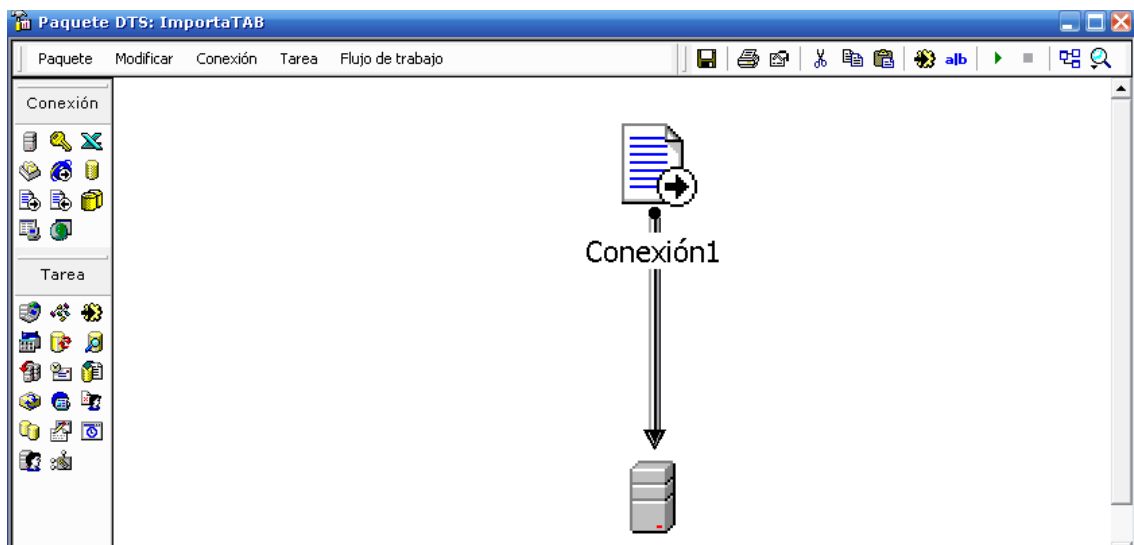 Paquete DTS: ImportaTAB
Paquete Modificar Conexión Tarea Flujo de trabajo alb
Conexión
Conexión1
Tarea